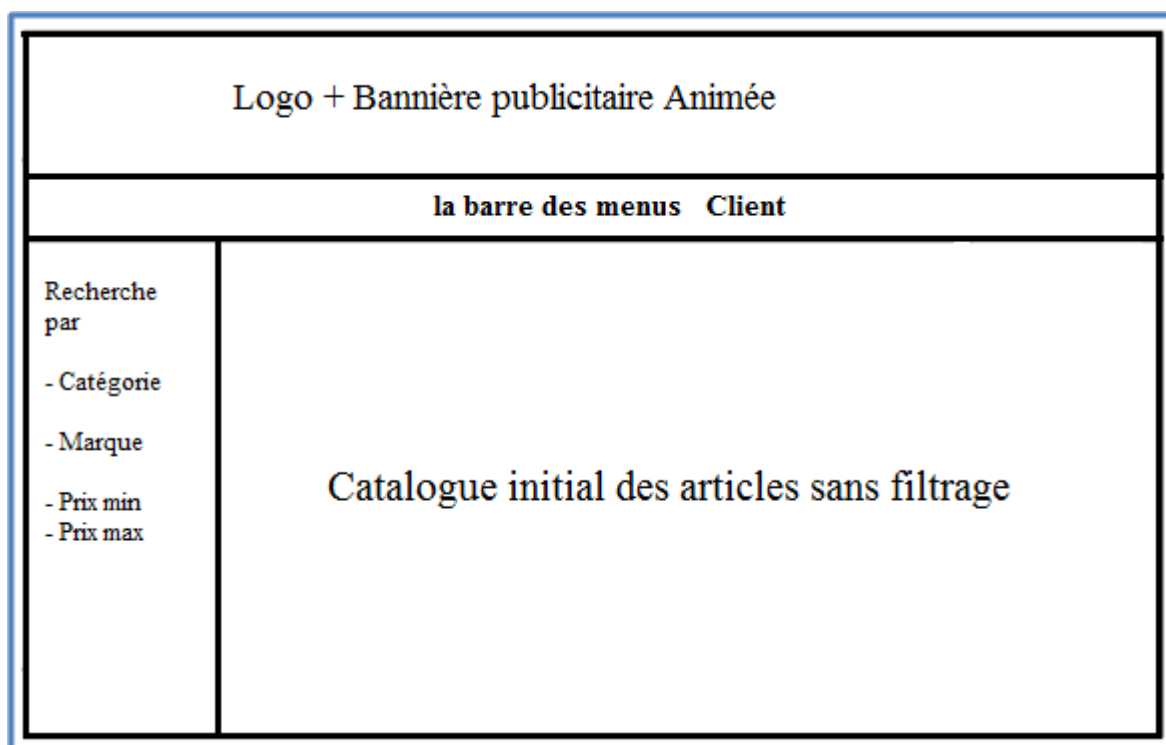 Logo + Bannière publicitaire Animée
la barre des menus Client
Recherche
par
- Catégorie
- Marque
- Prix min
- Prix max
Catalogue initial des articles sans filtrage